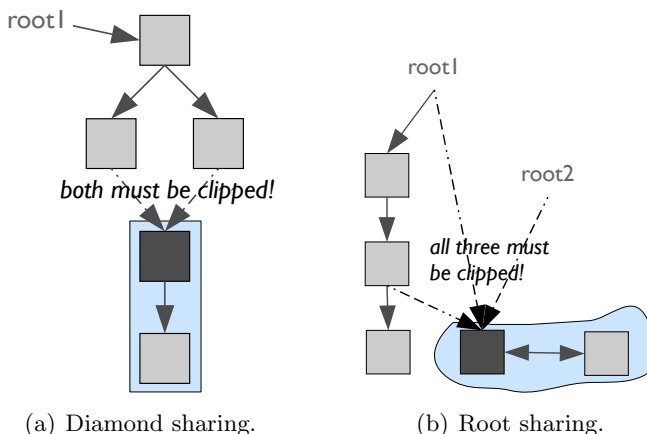 root1
both must be clipped!
(a) Diamond sharing.
root1
root2
all three must
be clipped!
(b) Root sharing.